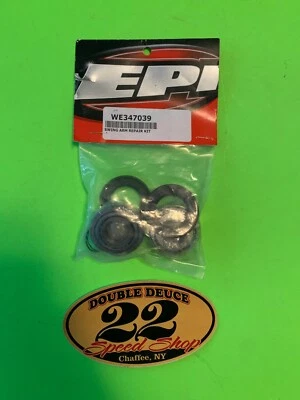 EPI
WE347039
SWING ARM REPAIR KIT
DOUBLE DEUCE
22
Speed Shop
Chaffee, NY